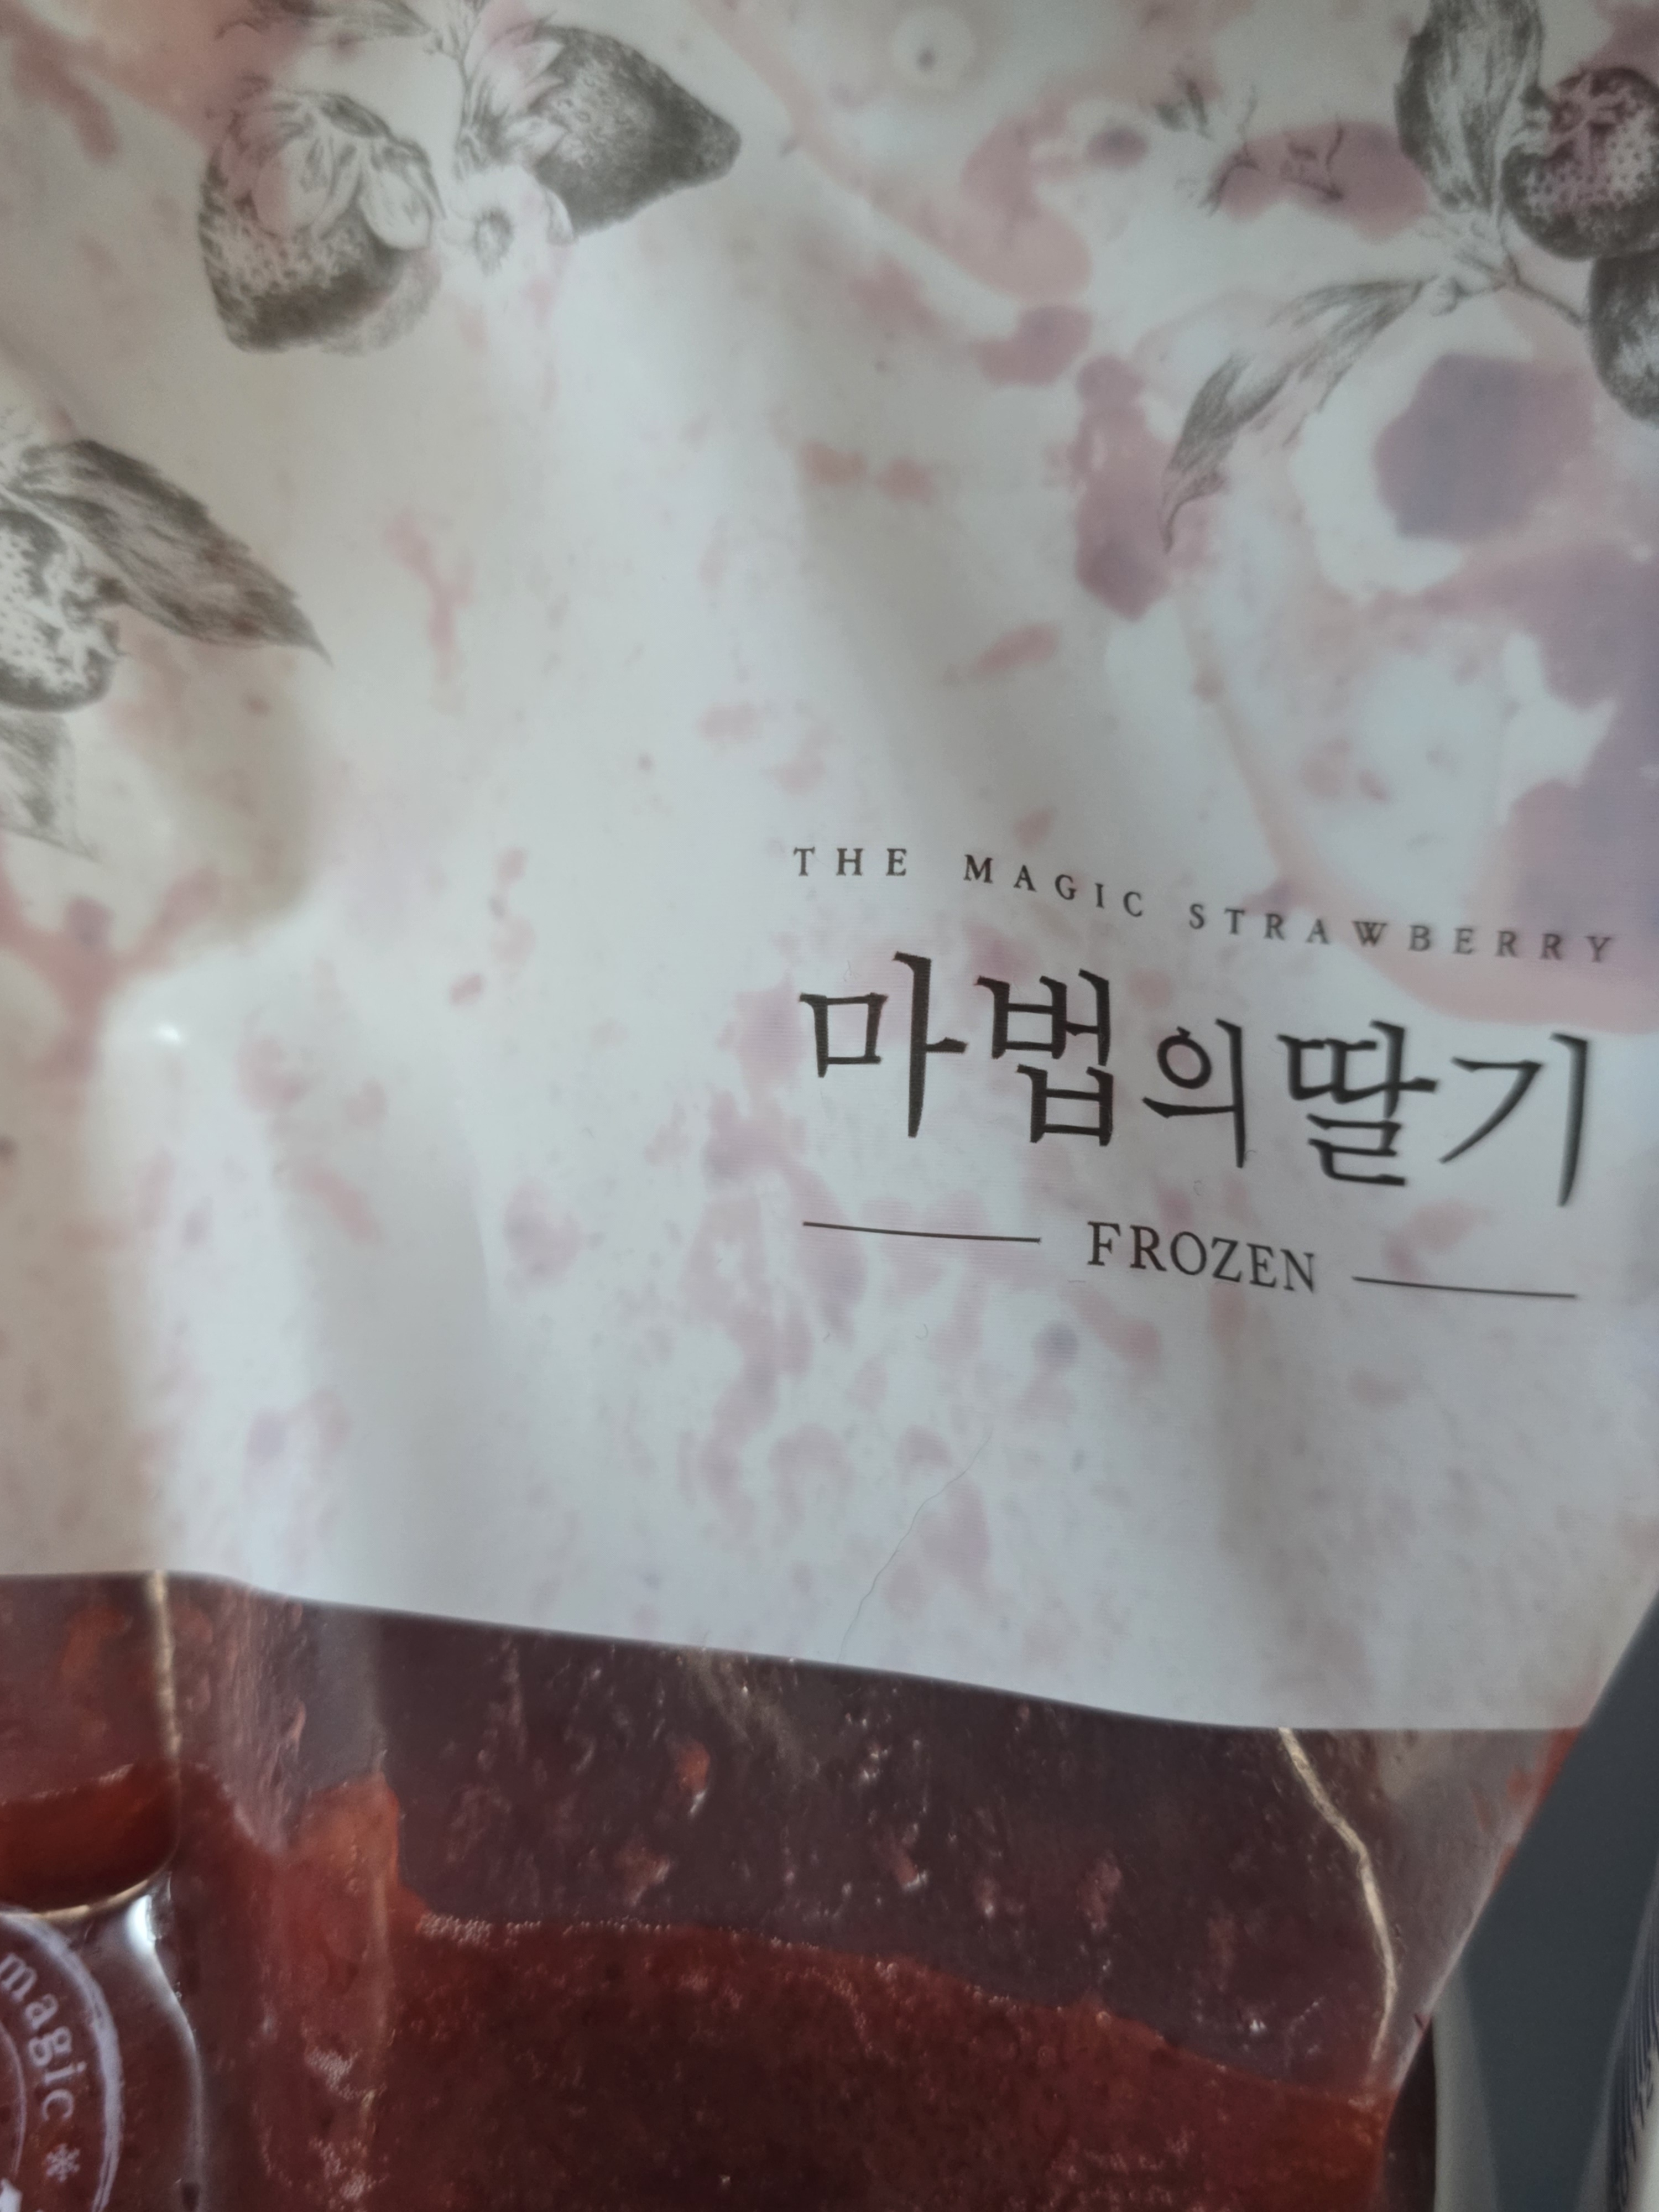 THE MAGIC STRAWBERRY
마법의딸기
FROZEN
magic